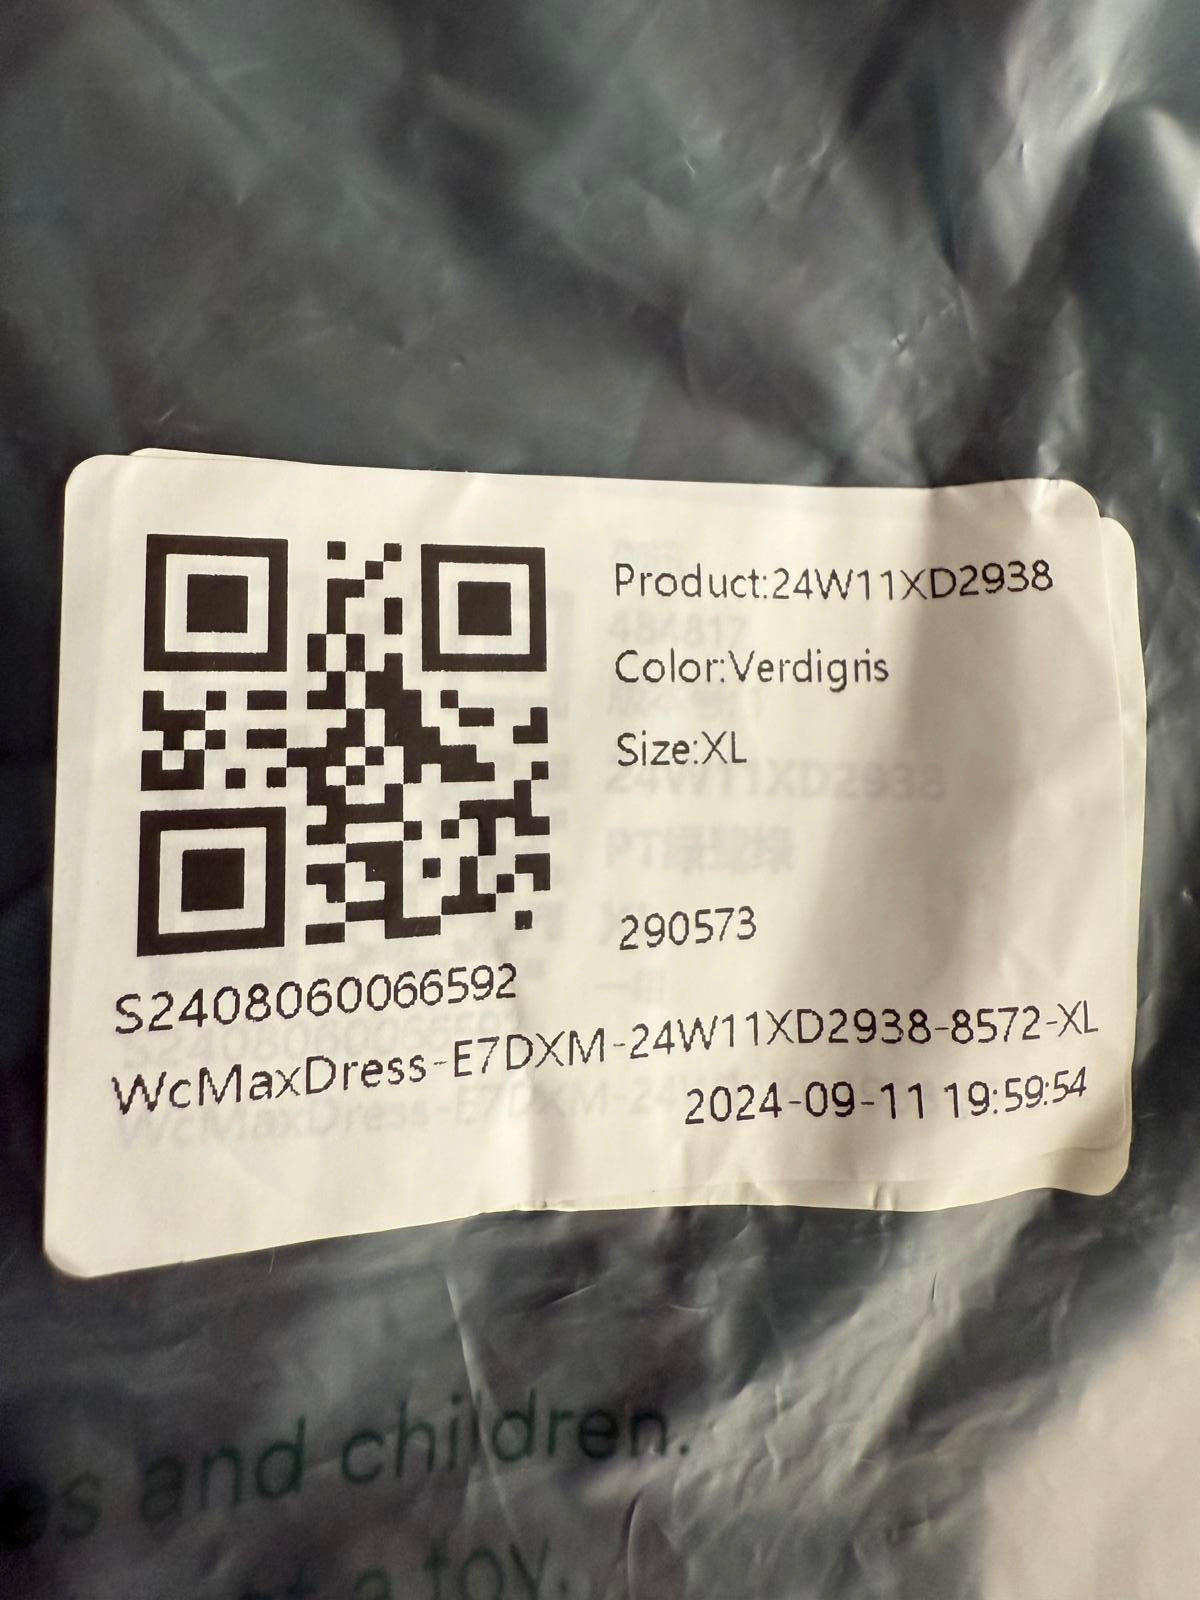 Product:24W11XD2938
Color:Verdigris
Size:XL
290573
S2408060066592
WcMaxDress-E7DXM-24W11XD2938-8572-XL
2024-09-11 19:59:54
and children.
a toy.